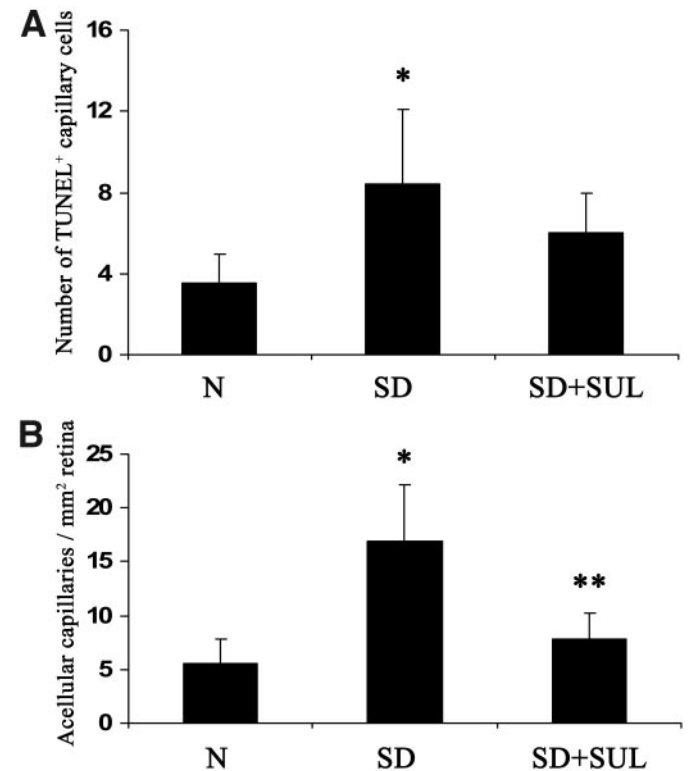 A
Number of TUNEL⁺ capillary cells
16
12
8
4
0
*
N
SD
SD+SUL
B
Acellular capillaries / mm² retina
25
20
15
10
5
0
*
**
N
SD
SD+SUL